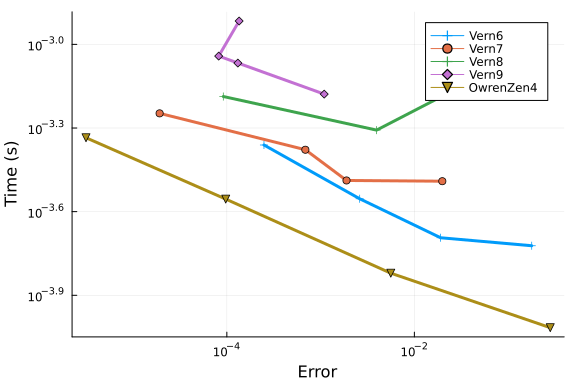 Time (s)
10⁻³·⁰
10⁻³·³
10⁻³·⁶
10⁻³·⁹
Vern6
Vern7
Vern8
Vern9
OwrenZen4
10⁻⁴
10⁻²
Error